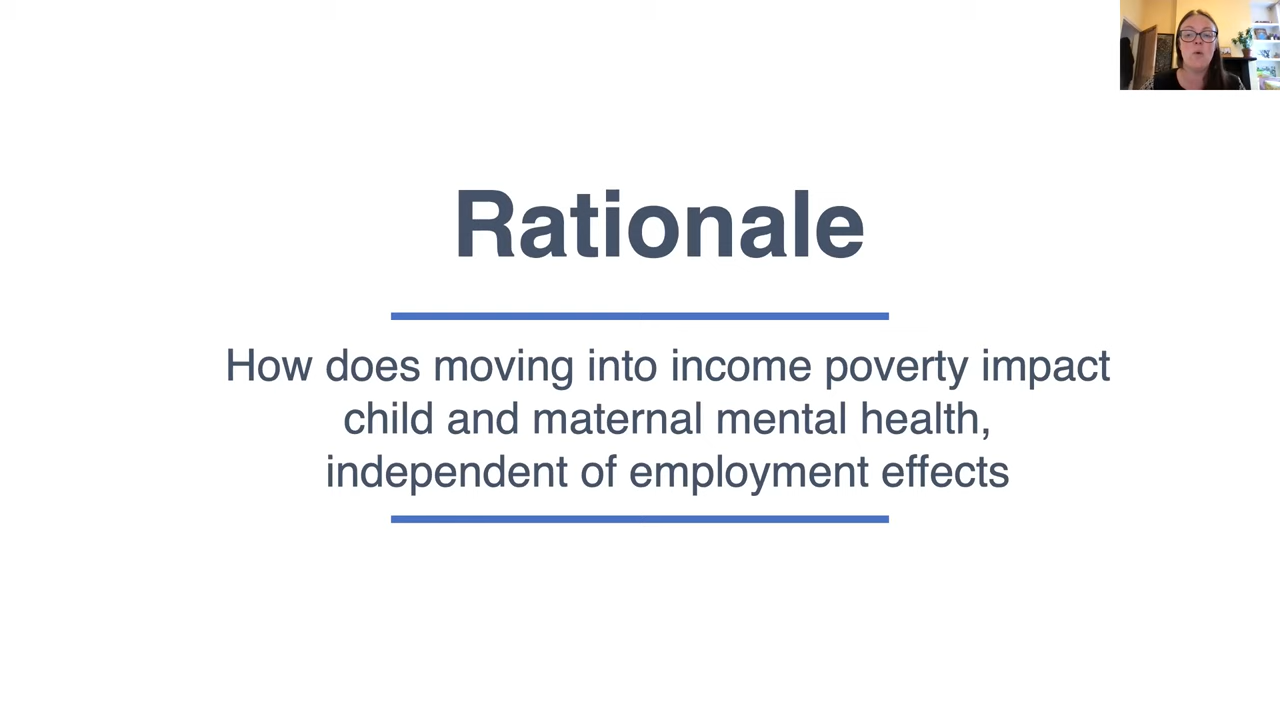 Rationale
How does moving into income poverty impact
child and maternal mental health,
independent of employment effects